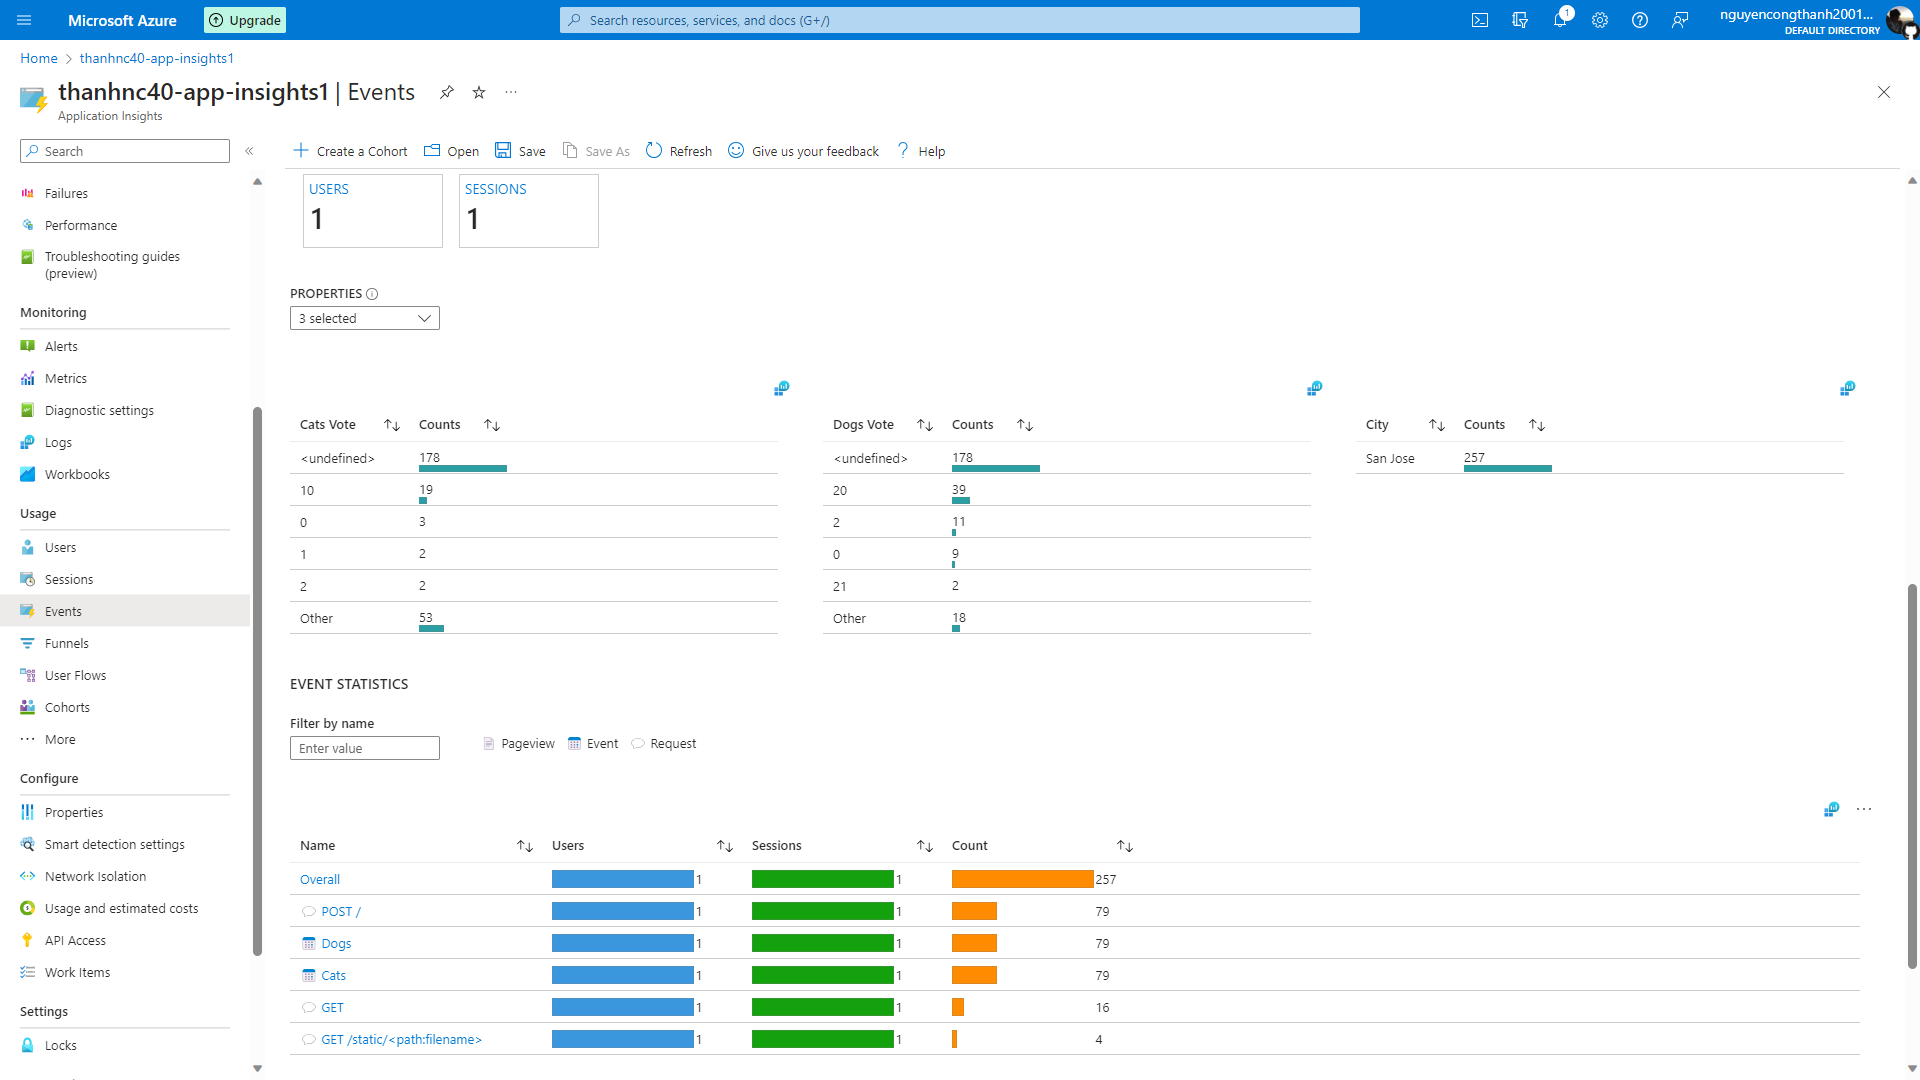 Microsoft Azure
Upgrade
Search resources, services, and docs (G+/)
1
nguyencongthanh2001...
DEFAULT DIRECTORY
Home > thanhnc40-app-insights1
thanhnc40-app-insights1 | Events
Application Insights
Search
Failures
Performance
Troubleshooting guides
(preview)
Monitoring
Alerts
Metrics
Diagnostic settings
Logs
Workbooks
Usage
Users
Sessions
Events
Funnels
User Flows
Cohorts
More
Configure
Properties
Smart detection settings
Network Isolation
Usage and estimated costs
API Access
Work Items
Settings
Locks
Create a Cohort Open Save Save As Refresh Give us your feedback Help
USERS
1
SESSIONS
1
PROPERTIES
3 selected
Cats Vote Counts
<undefined> 178
10 19
0 3
1 2
2 2
Other 53
Dogs Vote Counts
<undefined> 178
20 39
2 11
0 9
21 2
Other 18
City Counts
San Jose 257
EVENT STATISTICS
Filter by name
Enter value
Pageview Event Request
Name Users Sessions Count
Overall 1 1 257
POST / 1 1 79
Dogs 1 1 79
Cats 1 1 79
GET 1 1 16
GET /static/<path:filename> 1 1 4